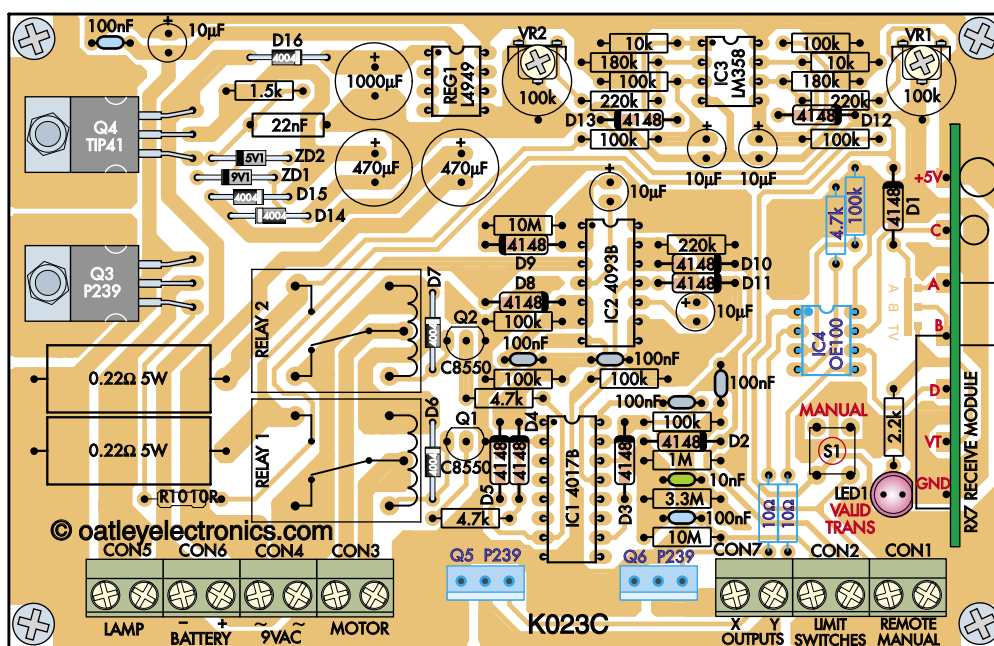 100nF
10µF
D16
4004
1.5k
22nF
1000µF
REG1
L4949
VR2
100k
10k
180k
100k
220k
D13
4148
100k
IC3
LM358
100k
10k
180k
220k
4148
D12
100k
VR1
100k
Q4
TIP41
5V1
ZD2
9V1
ZD1
4004
D15
4004
D14
470µF
470µF
10µF
10µF
10µF
+5V
4.7k
100k
4148
D1
C
Q3
P239
10M
4148
D9
D8
4148
100k
IC2 4093B
220k
4148
D10
4148
D11
10µF
A
B
A B TV
RELAY 2
D7
4004
Q2
C8550
100nF
100nF
100k
100k
100nF
IC4
OE100
0.22Ω 5W
0.22Ω 5W
RELAY 1
D6
4004
Q1
C8550
4.7k
D4
4148
4148
D5
4.7k
IC1 4017B
4148
D3
100nF
100k
4148
D2
1M
10nF
3.3M
100nF
10M
D
MANUAL
S1
2.2k
VT
GND
LED1
VALID
TRANS
RX7 RECEIVE MODULE
10Ω
10Ω
R10 10R
© oatleyelectronics.com
CON5
CON6
CON4
CON3
Q5 P239
Q6 P239
CON7
CON2
CON1
LAMP
− +
BATTERY
~ ~
9VAC
MOTOR
K023C
X Y
OUTPUTS
LIMIT
SWITCHES
REMOTE
MANUAL